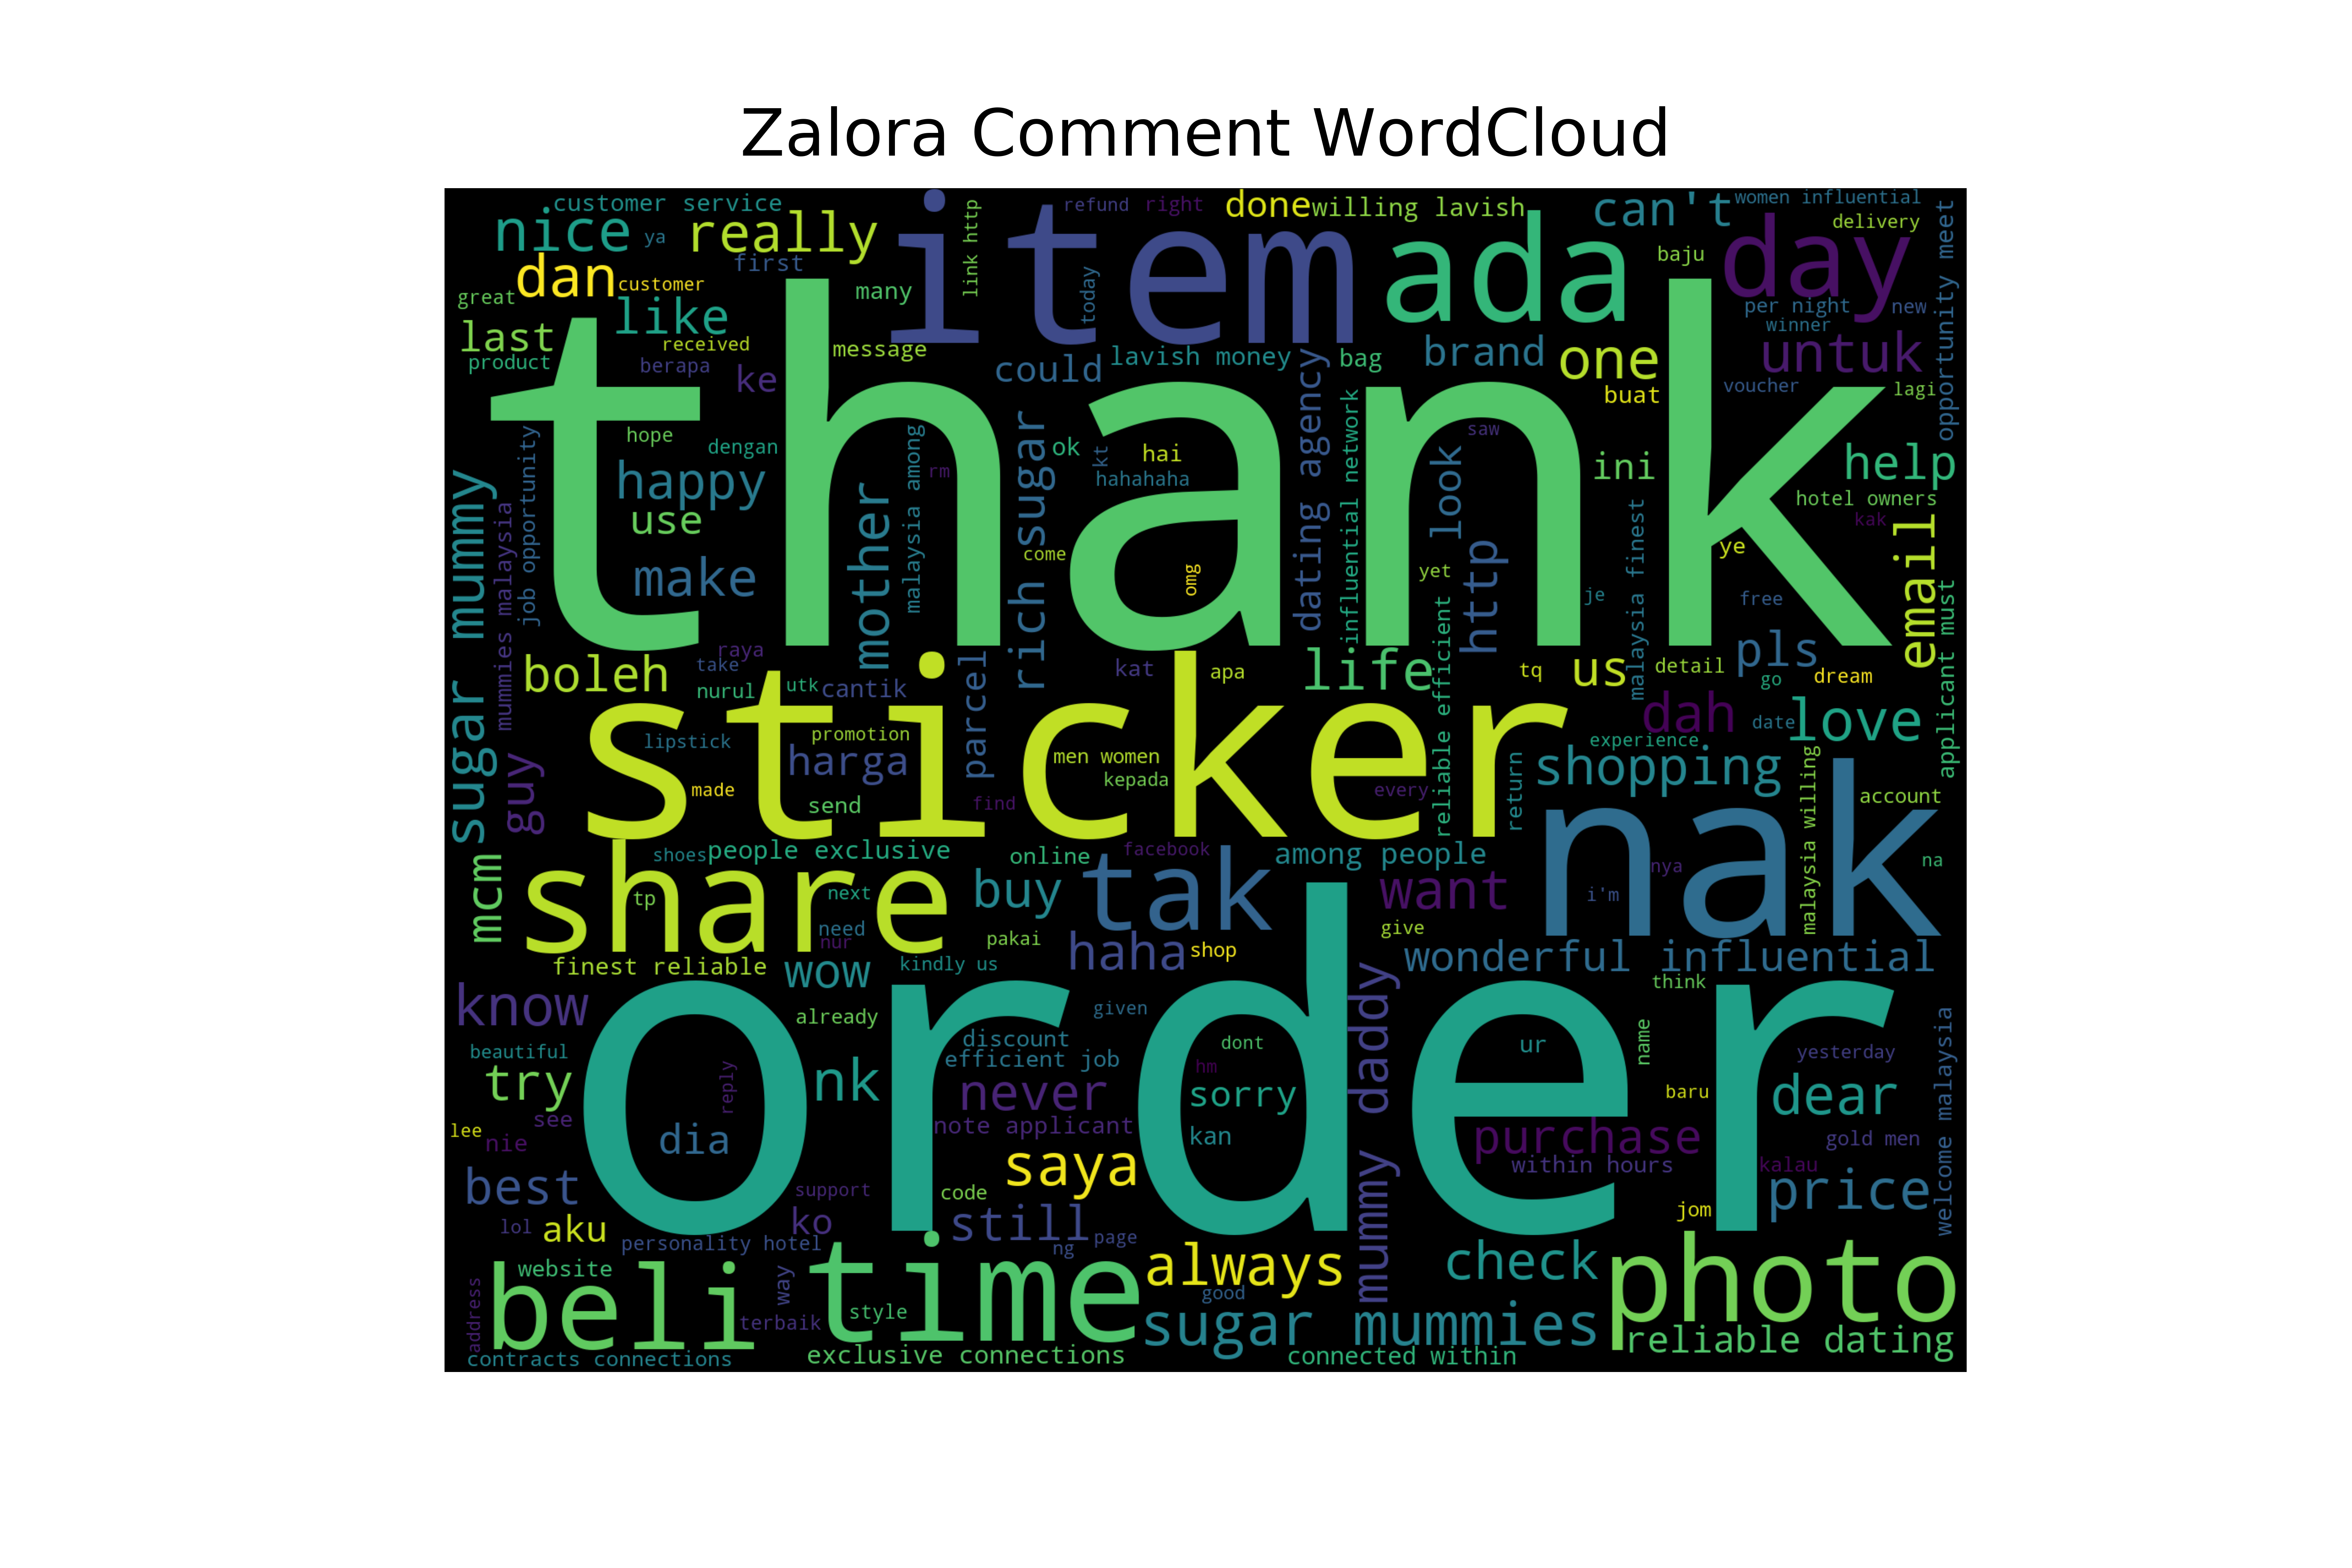 Zalora Comment WordCloud
customer service
refund
right
done
willing lavish
can't
women influential
nice
ya
really
link http
item
ada
baju
day
delivery
opportunity meet
dan
customer
first
many
today
great
like
per night
new
winner
last
received
message
could
lavish money
bag
brand
one
untuk
product
berapa
ke
dating agency
buat
voucher
lagi
thank
hope
dengan
rm
ok
kt
hai
hahahaha
saw
ini
help
happy
use
make
mother
malaysia among
rich sugar
come
omg
influential network
look
http
yet
je
ye
kak
hotel owners
free
email
sugar mummy
mummies malaysia
job opportunity
malaysia finest
applicant must
raya
boleh
take
nurul
utk
cantik
parcel
kat
apa
life
reliable efficient
tq
us
detail
pls
go
dream
guy
lipstick
promotion
harga
sticker
men women
kepada
dah
date
love
experience
shopping
made
send
find
every
return
malaysia willing
account
nak
shoes
people exclusive
online
facebook
among people
mcm
share
tp
next
need
nur
buy
tak
want
i'm
nya
na
pakai
haha
shop
give
wonderful influential
finest reliable
wow
kindly us
think
know
already
given
mummy daddy
name
welcome malaysia
beautiful
discount
efficient job
dont
ur
yesterday
order
try
reply
nk
never
hm
sorry
baru
dear
lee
nie
see
dia
note applicant
kan
purchase
gold men
within hours
kalau
best
support
code
saya
price
lol
aku
ko
still
jom
personality hotel
ng
page
address
website
beli
way
time
always
check
photo
terbaik
style
good
sugar mummies
reliable dating
contracts connections
exclusive connections
connected within